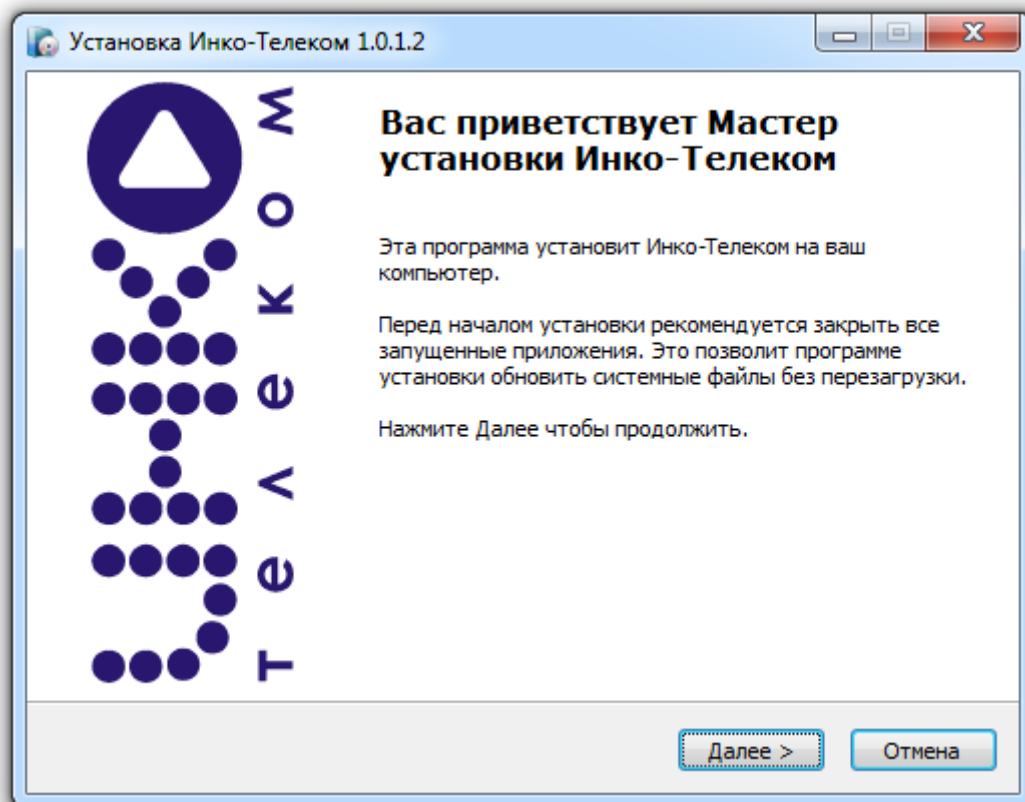 Установка Инко-Телеком 1.0.1.2
ИНКО
Телеком
Вас приветствует Мастер
установки Инко-Телеком
Эта программа установит Инко-Телеком на ваш
компьютер.
Перед началом установки рекомендуется закрыть все
запущенные приложения. Это позволит программе
установки обновить системные файлы без перезагрузки.
Нажмите Далее чтобы продолжить.
Далее >
Отмена